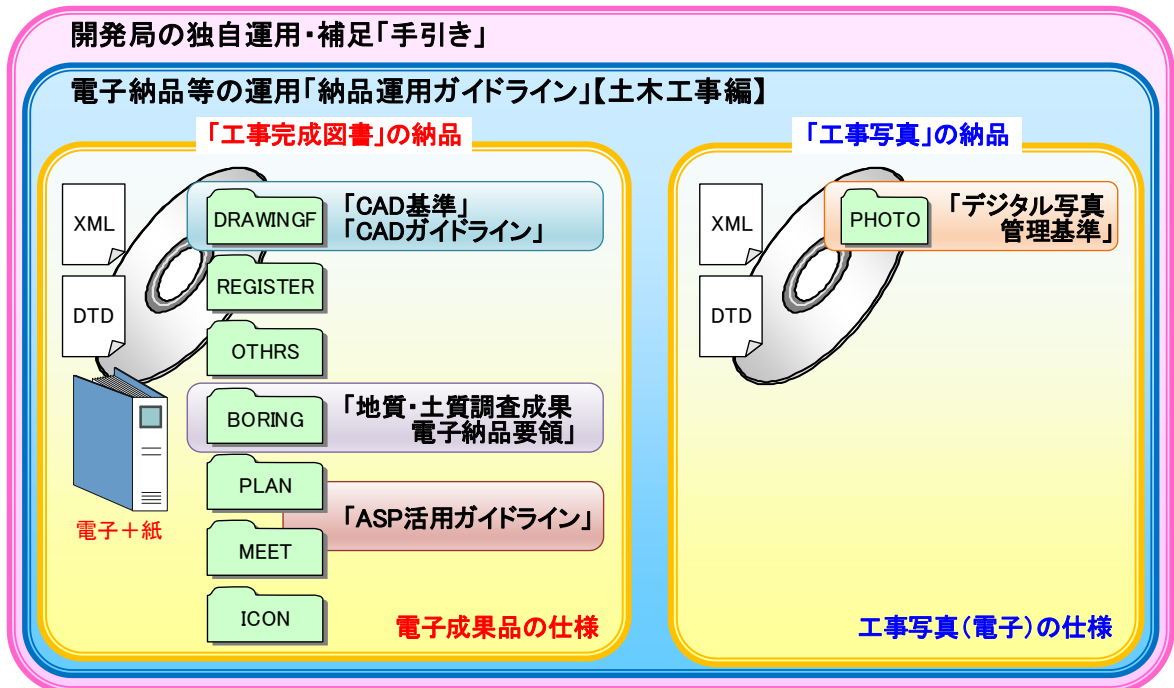 開発局の独自運用・補足「手引き」
電子納品等の運用「納品運用ガイドライン」【土木工事編】
「工事完成図書」の納品
XML
DTD
電子＋紙
DRAWINGF
「CAD基準」
「CADガイドライン」
REGISTER
OTHRS
BORING
「地質・土質調査成果
電子納品要領」
PLAN
「ASP活用ガイドライン」
MEET
ICON
電子成果品の仕様
「工事写真」の納品
XML
DTD
PHOTO
「デジタル写真
管理基準」
工事写真（電子）の仕様